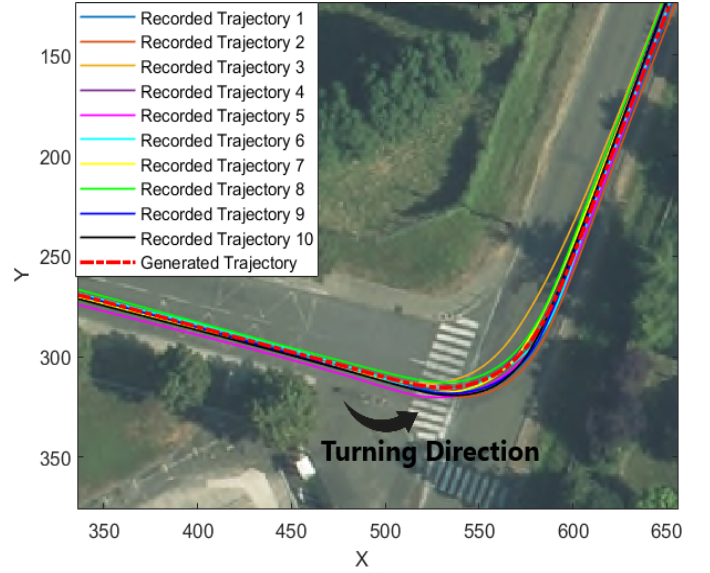 Recorded Trajectory 1
Recorded Trajectory 2
Recorded Trajectory 3
Recorded Trajectory 4
Recorded Trajectory 5
Recorded Trajectory 6
Recorded Trajectory 7
Recorded Trajectory 8
Recorded Trajectory 9
Recorded Trajectory 10
Generated Trajectory
150
200
250
300
350
Y
Turning Direction
350 400 450 500 550 600 650
X